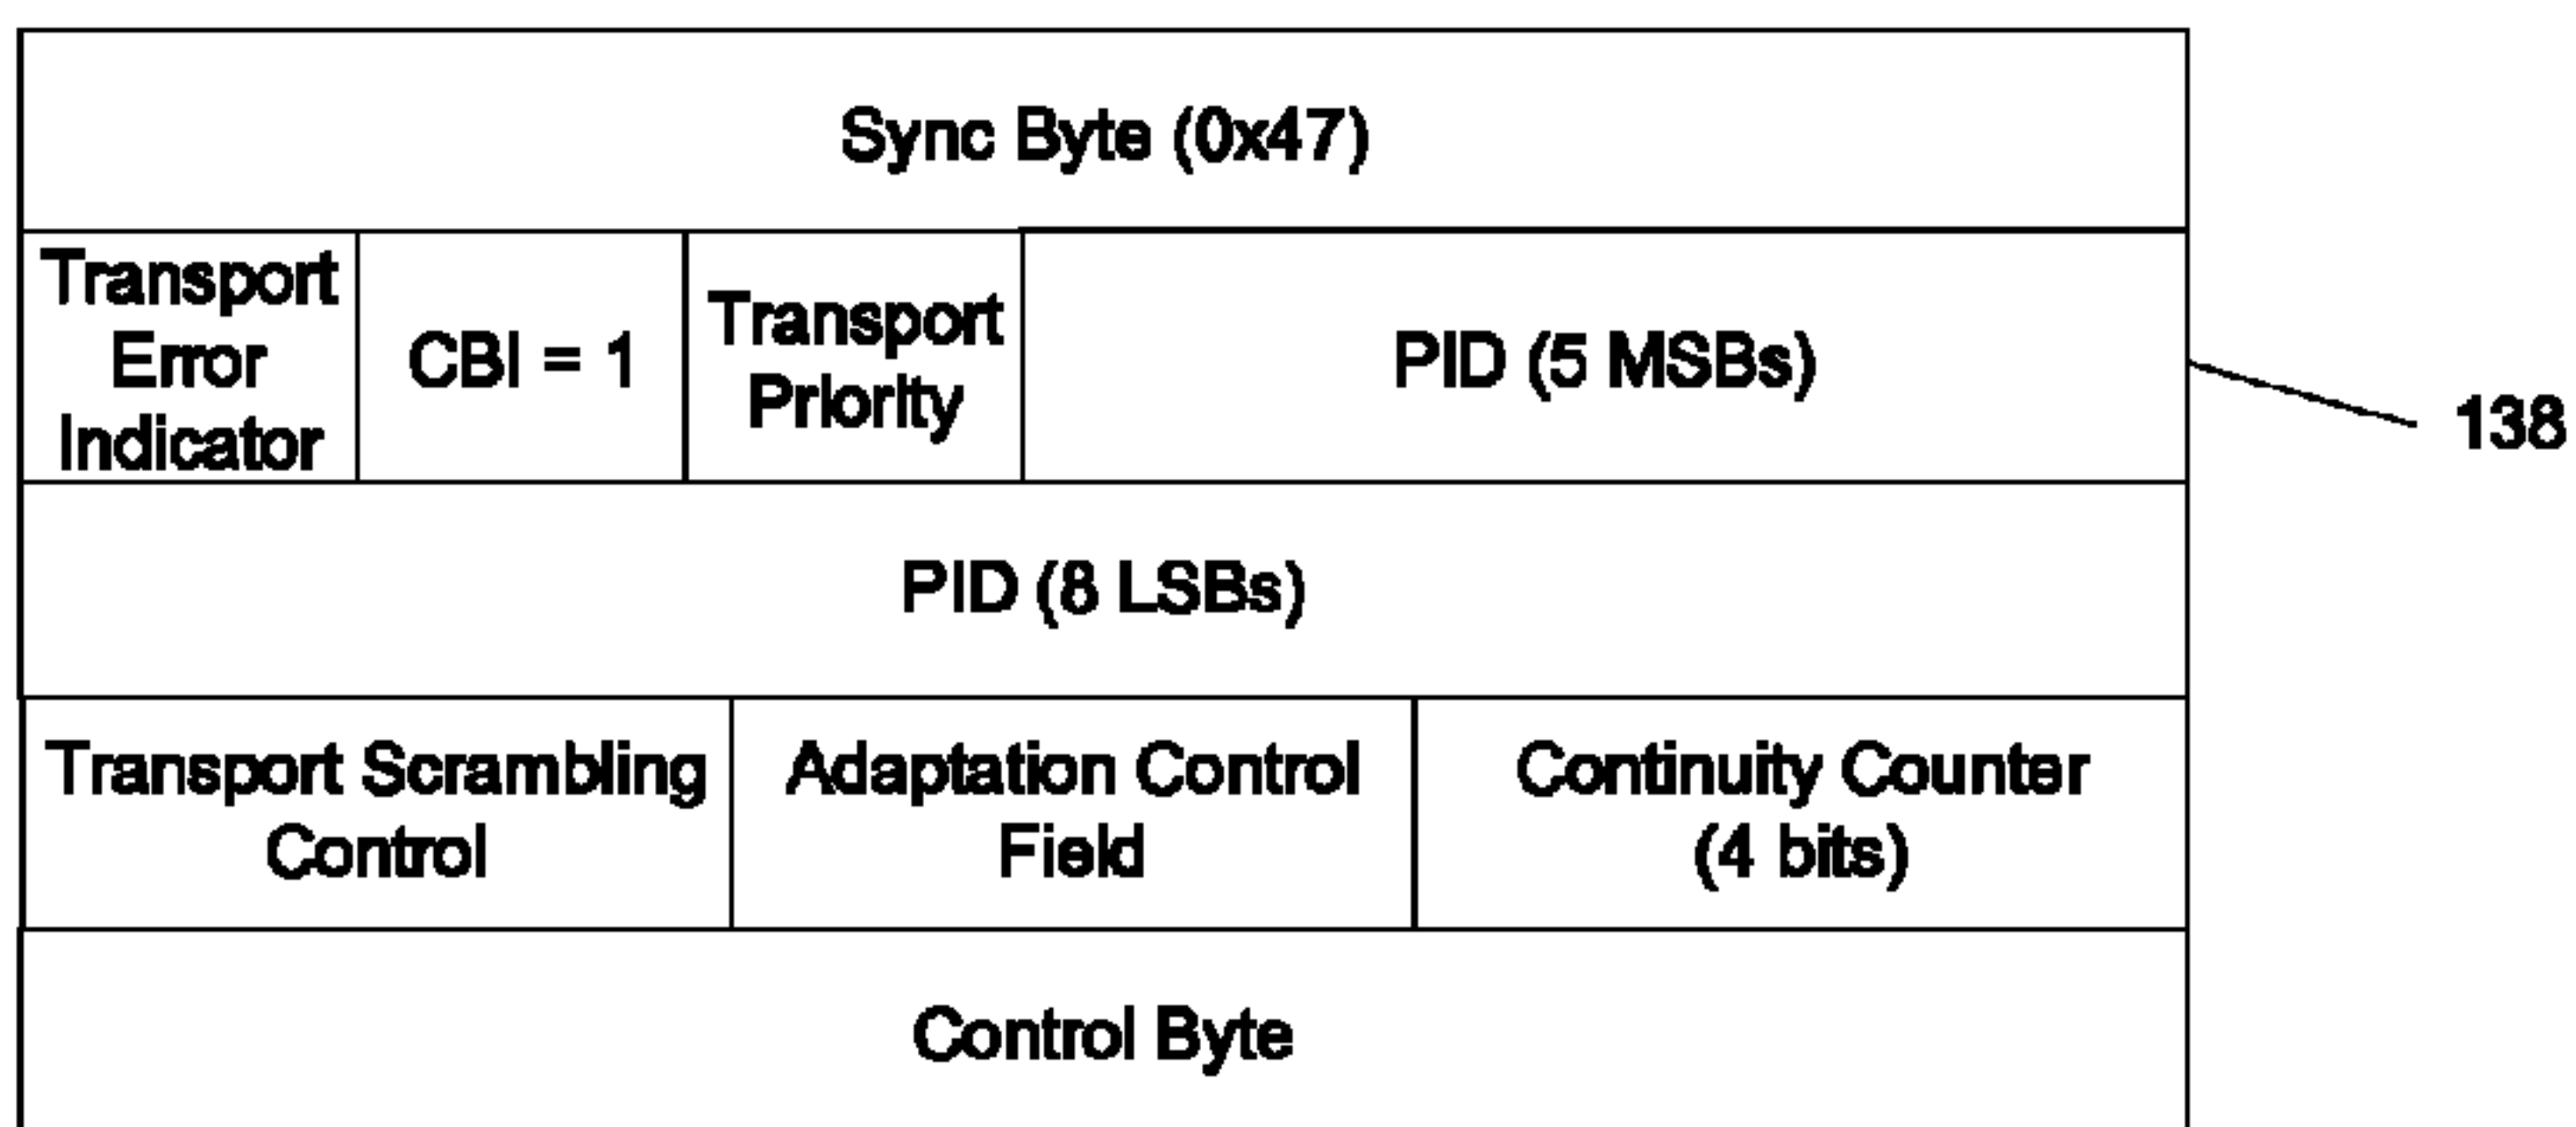 Sync Byte (0x47)
Transport
Error
Indicator
CBI = 1
Transport
Priority
PID (5 MSBs)
138
PID (8 LSBs)
Transport Scrambling
Control
Adaptation Control
Field
Continuity Counter
(4 bits)
Control Byte